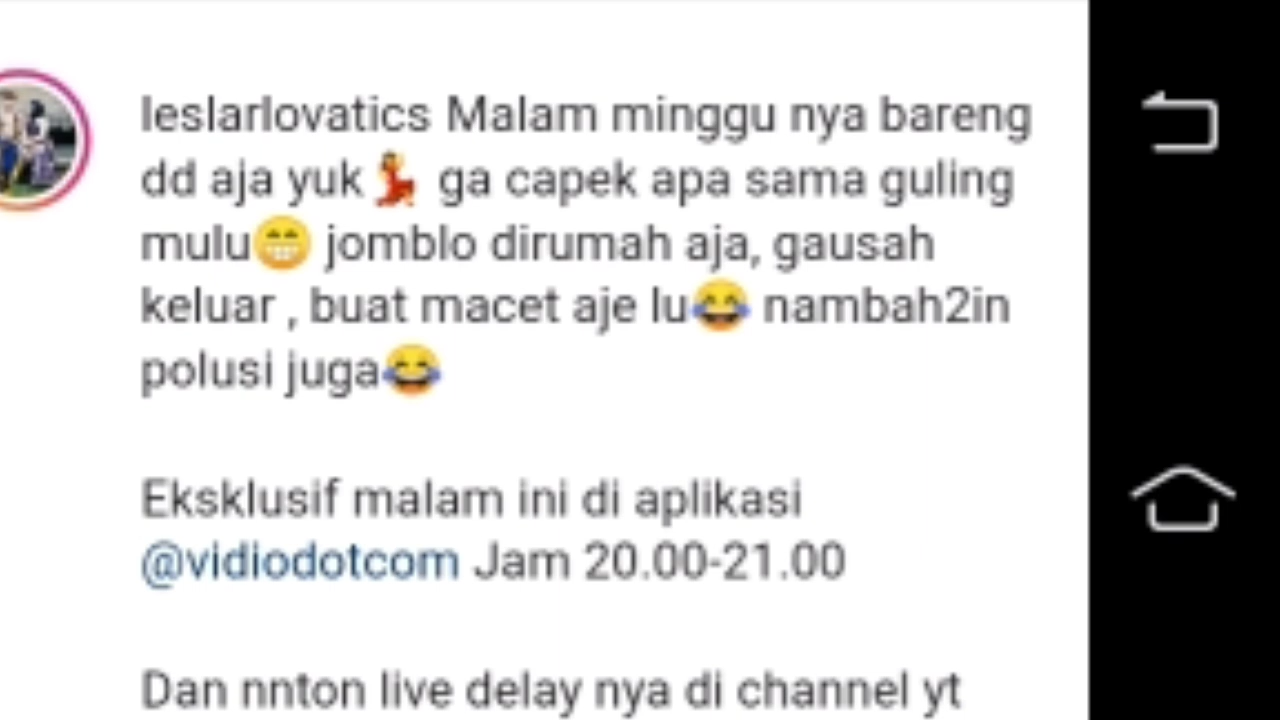 leslarlovatics Malam minggu nya bareng
dd aja yuk💃 ga capek apa sama guling
mulu😁 jomblo dirumah aja, gausah
keluar , buat macet aje lu😂 nambah2in
polusi juga😂
Eksklusif malam ini di aplikasi
@vidiodotcom Jam 20.00-21.00
Dan nnton live delay nya di channel yt